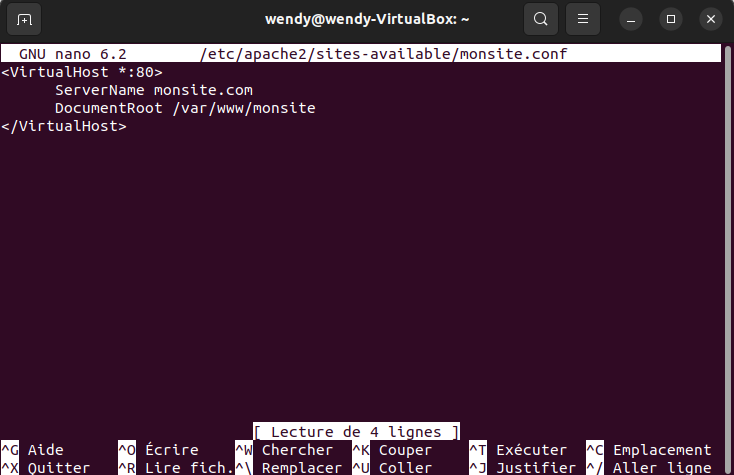 wendy@wendy-VirtualBox: ~
GNU nano 6.2 /etc/apache2/sites-available/monsite.conf
<VirtualHost *:80>
ServerName monsite.com
DocumentRoot /var/www/monsite
</VirtualHost>
[ Lecture de 4 lignes ]
^G Aide ^O Écrire ^W Chercher ^K Couper ^T Exécuter ^C Emplacement
^X Quitter ^R Lire fich. ^\ Remplacer ^U Coller ^J Justifier ^/ Aller ligne